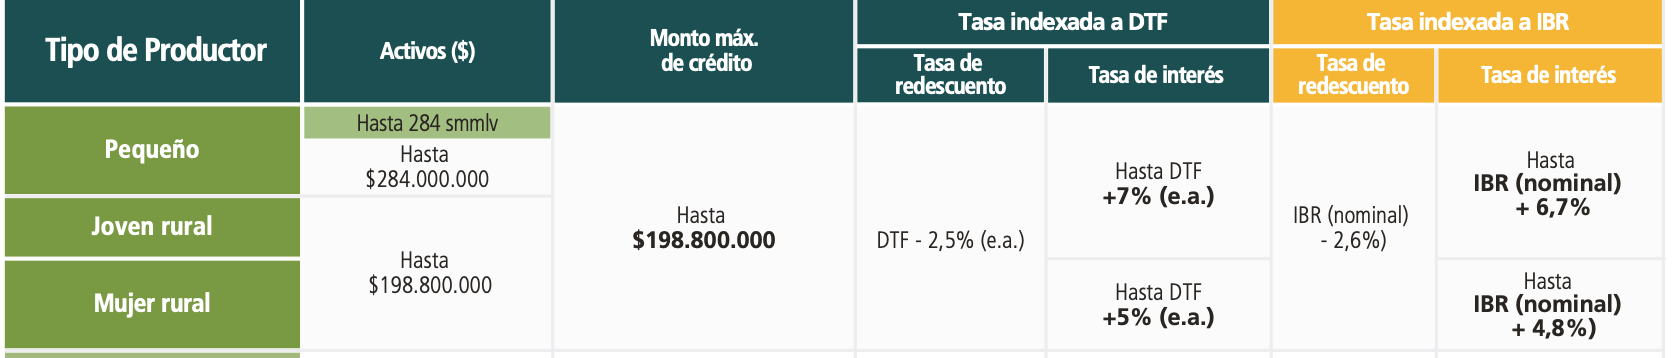 Tipo de Productor
Activos ($)
Monto máx.
de crédito
Tasa indexada a DTF
Tasa indexada a IBR
Tasa de
redescuento
Tasa de interés
Tasa de
redescuento
Tasa de interés
Pequeño
Hasta 284 smmlv
Hasta
$284.000.000
Joven rural
Mujer rural
Hasta
$198.800.000
Hasta
$198.800.000
DTF - 2,5% (e.a.)
Hasta DTF
+7% (e.a.)
Hasta DTF
+5% (e.a.)
IBR (nominal)
- 2,6%)
Hasta
IBR (nominal)
+ 6,7%
Hasta
IBR (nominal)
+ 4,8%)